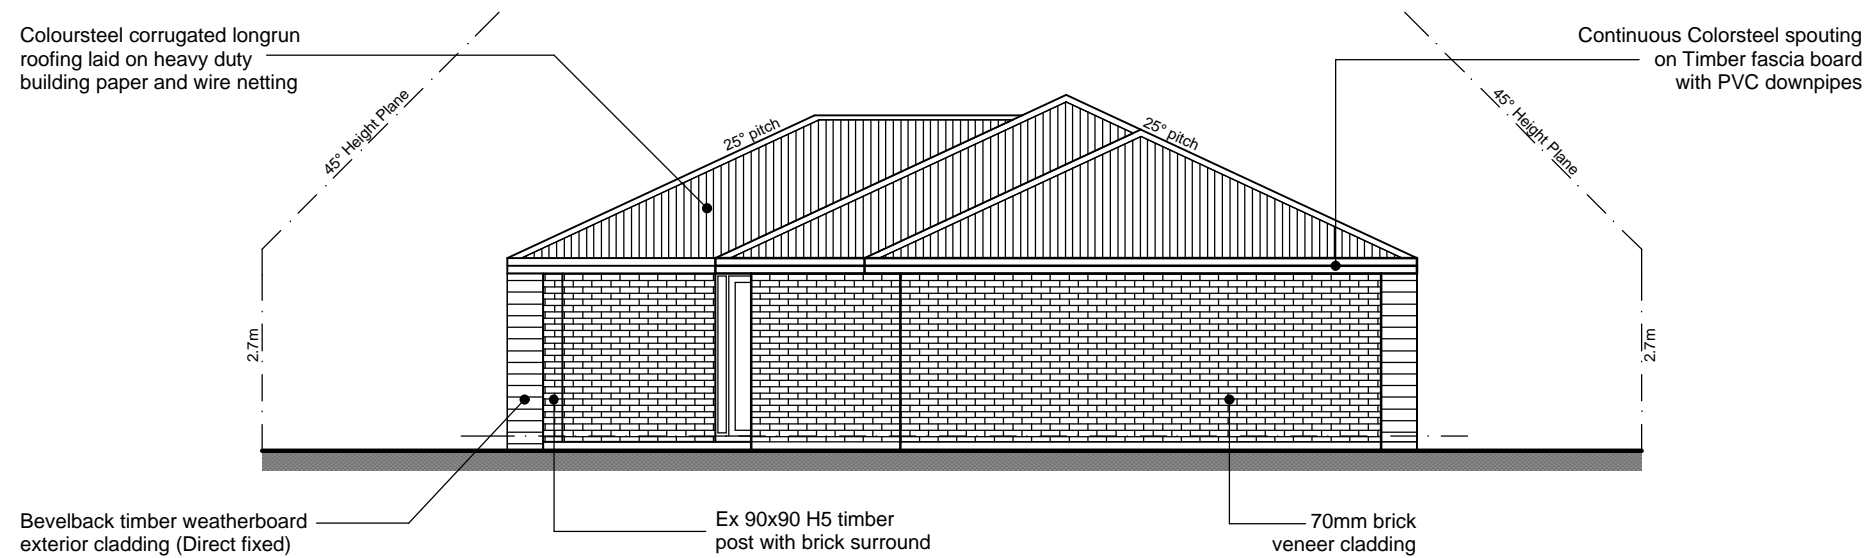 Coloursteel corrugated longrun
roofing laid on heavy duty
building paper and wire netting
Continuous Colorsteel spouting
on Timber fascia board
with PVC downpipes
45° Height Plane
25° pitch
25° pitch
45° Height Plane
2.7m
2.7m
Bevelback timber weatherboard
exterior cladding (Direct fixed)
Ex 90x90 H5 timber
post with brick surround
70mm brick
veneer cladding